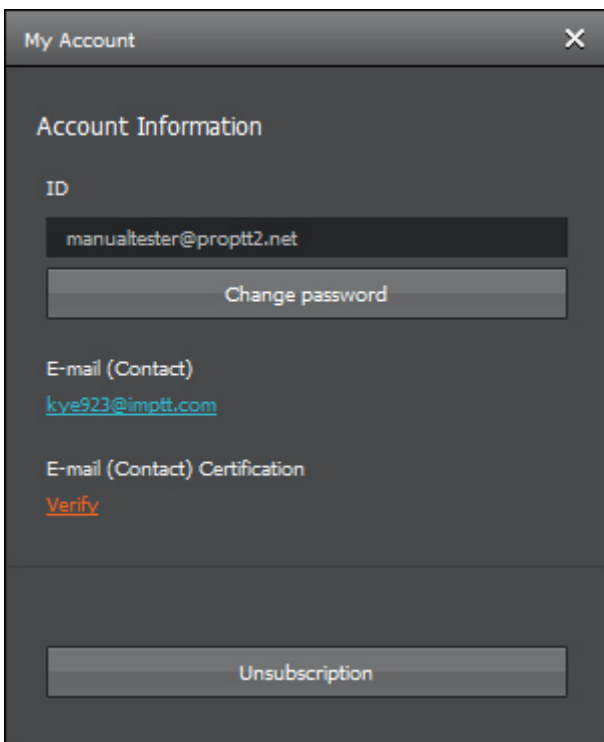 My Account
Account Information
ID
manualtester@proptt2.net
Change password
E-mail (Contact)
kye923@imptt.com
E-mail (Contact) Certification
Verify
Unsubscription